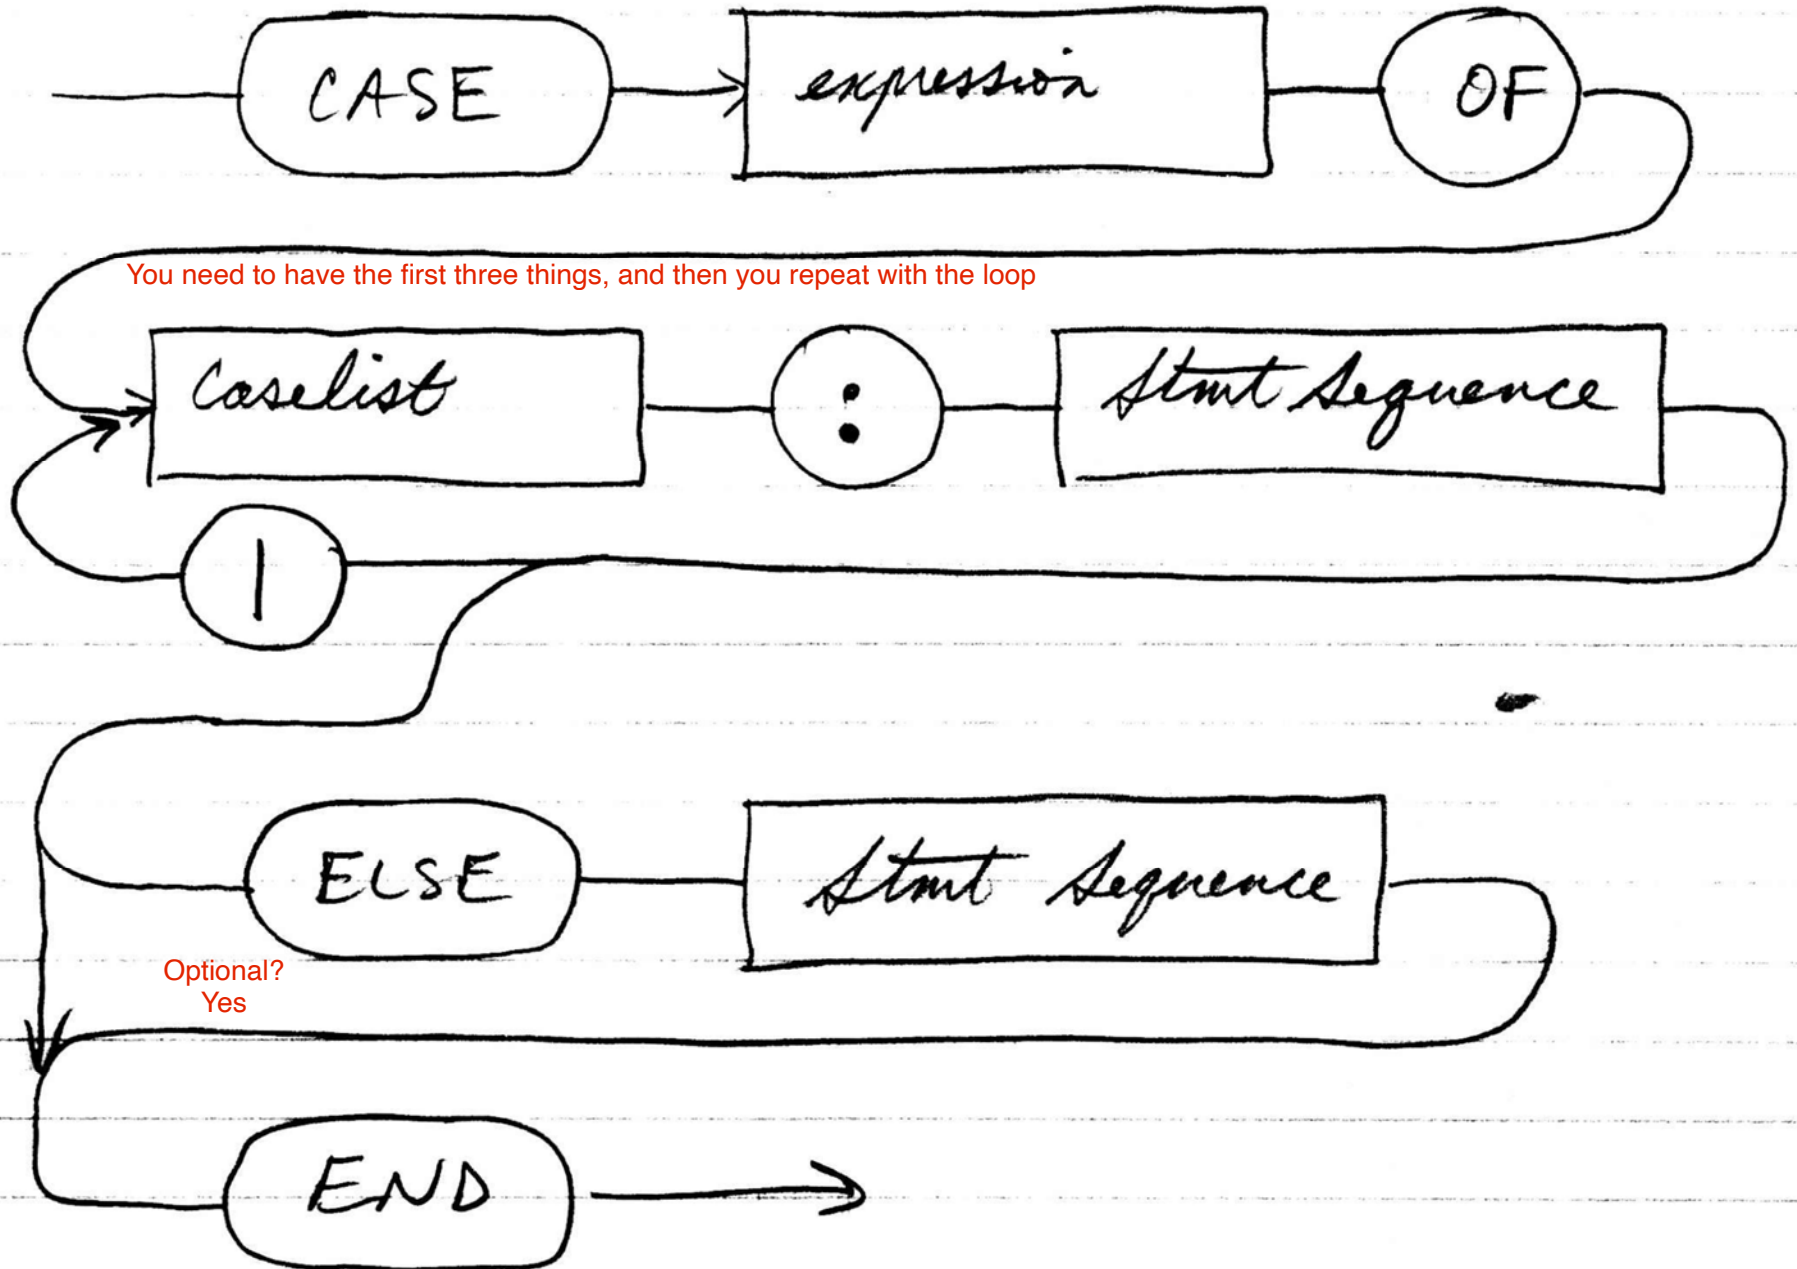 CASE expression OF
You need to have the first three things, and then you repeat with the loop
Caselist : Stmt Sequence
|
ELSE Stmt Sequence
Optional?
Yes
END